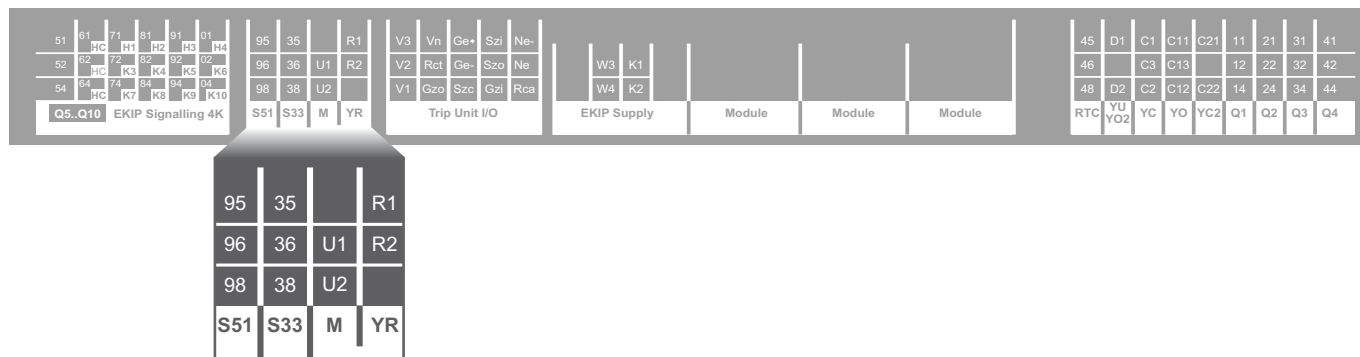 61 71 81 91 01
51 HC H1 H2 H3 H4 95 35 R1 V3 Vn Ge+ Szi Ne- 45 D1 C1 C11 C21 11 21 31 41
62 72 82 92 02
52 HC K3 K4 K5 K6 96 36 U1 R2 V2 Rct Ge- Szo Ne W3 K1 46 C3 C13 12 22 32 42
64 74 84 94 04
54 HC K7 K8 K9 K10 98 38 U2 V1 Gzo Szc Gzi Rca W4 K2 48 D2 C2 C12 C22 14 24 34 44
Q5..Q10 EKIP Signalling 4K S51 S33 M YR Trip Unit I/O EKIP Supply Module Module Module RTC YU YO2 YC YO YC2 Q1 Q2 Q3 Q4
95 35 R1
96 36 U1 R2
98 38 U2
S51 S33 M YR